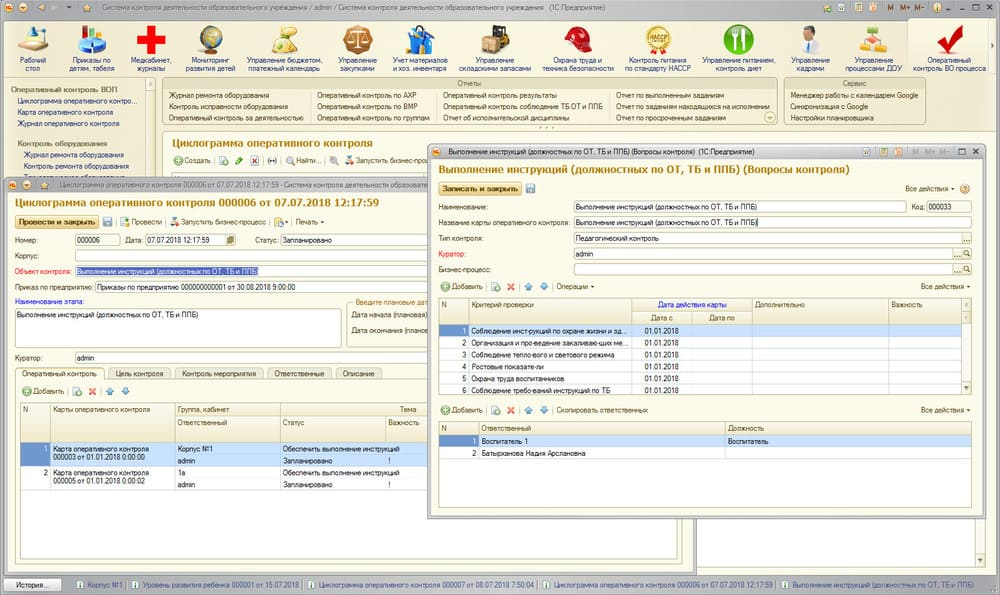 Система контроля деятельности образовательного учреждения / admin / Система контроля деятельности образовательного учреждения (1С:Предприятие)
M M+ M-
Рабочий стол
Приказы по детям, табеля
Медкабинет, журналы
Мониторинг развития детей
Управление бюджетом, платежный календарь
Управление закупками
Учет материалов и хоз. инвентаря
Управление складскими запасами
Охрана труда и техника безопасности
Контроль питания по стандарту HACCP
Управление питанием, контроль диет
Управление кадрами
Управление процессами ДОУ
Оперативный контроль ВО процесса
Оперативный контроль ВОП
Циклограмма оперативного контро...
Карта оперативного контроля
Журнал оперативного контроля
Контроль оборудования
Журнал ремонта оборудования
Контроль ремонта оборудования
Отчеты
Журнал ремонта оборудования
Оперативный контроль по АХР
Оперативный контроль результаты
Отчет по выполненным заданиям
Контроль исправности оборудования
Оперативный контроль по ВМР
Оперативный контроль соблюдение ТБ ОТ и ППБ
Отчет по заданиям находящихся на исполнении
Оперативный контроль за деятельностью
Оперативный контроль по группам
Отчет об исполнительской дисциплины
Отчет по просроченным заданиям
Сервис
Менеджер работы с календарем Google
Синхронизация с Google
Настройки планировщика
Циклограмма оперативного контроля
Создать
Найти...
Запустить бизнес-проц
Циклограмма оперативного контроля 000006 от 07.07.2018 12:17:59 - Система контроля деятельности образоват
Циклограмма оперативного контроля 000006 от 07.07.2018 12:17:59
Провести и закрыть
Провести
Запустить бизнес-процесс
Печать
Номер:
000006
Дата:
07.07.2018 12:17:59
Статус:
Запланировано
Корпус:
Объект контроля:
Выполнение инструкций (должностных по ОТ, ТБ и ППБ)
Приказ по предприятию:
Приказы по предприятию 000000000001 от 30.08.2018 9:00:00
Наименование этапа:
Выполнение инструкций (должностных по ОТ, ТБ и ППБ)
Введите плановые дат
Дата начала (плановая)
Дата окончания (плано
Куратор:
admin
Оперативный контроль
Цель контроля
Контроль мероприятия
Ответственные
Описание
Добавить
N
Карты оперативного контроля
Группа, кабинет
Тема
Ответственный
Статус
Важность
1
Карта оперативного контроля 000003 от 01.01.2018 0:00:00
Корпус №1
Обеспечить выполнение инструкций
admin
Запланировано
!
2
Карта оперативного контроля 000005 от 01.01.2018 0:00:02
1а
Обеспечить выполнение инструкций
admin
Запланировано
!
Выполнение инструкций (должностных по ОТ, ТБ и ППБ) (Вопросы контроля) (1С:Предприятие)
M M+ M-
Выполнение инструкций (должностных по ОТ, ТБ и ППБ) (Вопросы контроля)
Записать и закрыть
Все действия
Наименование:
Выполнение инструкций (должностных по ОТ, ТБ и ППБ)
Код:
000033
Название карты оперативного контроля:
Выполнение инструкций (должностных по ОТ, ТБ и ППБ)
Тип контроля:
Педагогический контроль
Куратор:
admin
Бизнес-процесс:
Добавить
Операции
Все действия
N
Критерий проверки
Дата действия карты
Дополнительно
Важность
Дата с
Дата по
1 Соблюдение инст-рукций по охране жизни и зд... 01.01.2018
2 Организация и про-ведение закаливаю-щих ме... 01.01.2018
3 Соблюдение тепло-вого и светового режима 01.01.2018
4 Ростовые показате-ли 01.01.2018
5 Охрана труда воспитанников 01.01.2018
6 Соблюдение требо-ваний инструкций по ТБ 01.01.2018
Добавить
Скопировать ответственных
Все действия
N
Ответственный
Должность
1 Воспитатель 1 Воспитатель
2 Батырханова Надия Арслановна
История...
Корпус №1
Уровень развития ребенка 000001 от 15.07.2018
Циклограмма оперативного контроля 000007 от 08.07.2018 7:50:04
Циклограмма оперативного контроля 000006 от 07.07.2018 12:17:59
Выполнение инструкций (должностных по ОТ, ТБ и ППБ)